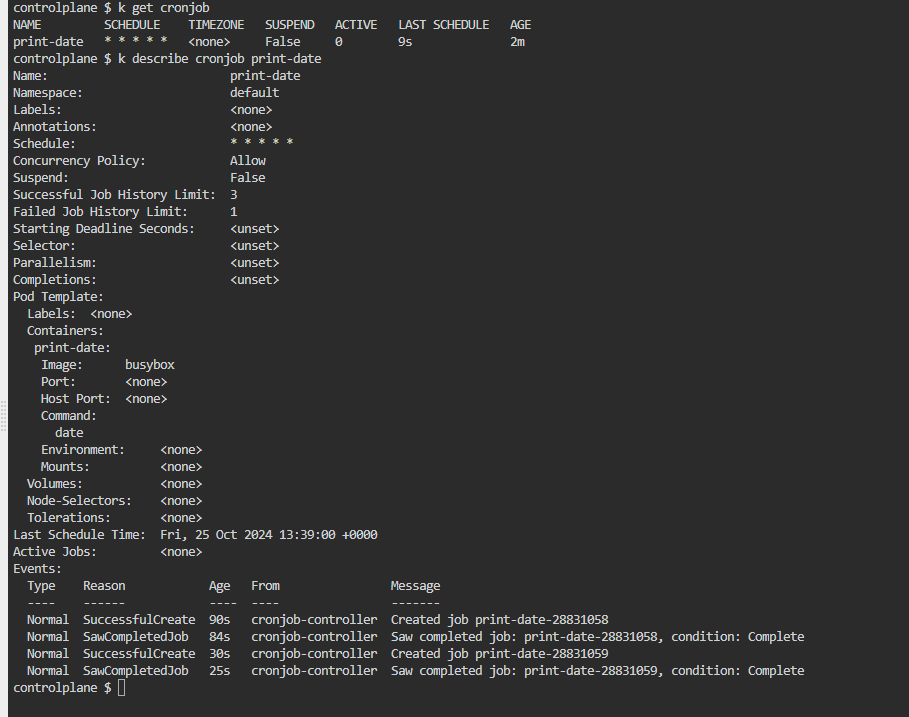 controlplane $ k get cronjob
NAME         SCHEDULE    TIMEZONE   SUSPEND   ACTIVE   LAST SCHEDULE   AGE
print-date   * * * * *   <none>     False     0        9s              2m
controlplane $ k describe cronjob print-date
Name:                          print-date
Namespace:                     default
Labels:                        <none>
Annotations:                   <none>
Schedule:                      * * * * *
Concurrency Policy:            Allow
Suspend:                       False
Successful Job History Limit:  3
Failed Job History Limit:      1
Starting Deadline Seconds:     <unset>
Selector:                      <unset>
Parallelism:                   <unset>
Completions:                   <unset>
Pod Template:
  Labels:  <none>
  Containers:
   print-date:
    Image:      busybox
    Port:       <none>
    Host Port:  <none>
    Command:
      date
    Environment:     <none>
    Mounts:          <none>
  Volumes:           <none>
  Node-Selectors:    <none>
  Tolerations:       <none>
Last Schedule Time:  Fri, 25 Oct 2024 13:39:00 +0000
Active Jobs:         <none>
Events:
  Type    Reason            Age   From                Message
  ----    ------            ----  ----                -------
  Normal  SuccessfulCreate  90s   cronjob-controller  Created job print-date-28831058
  Normal  SawCompletedJob   84s   cronjob-controller  Saw completed job: print-date-28831058, condition: Complete
  Normal  SuccessfulCreate  30s   cronjob-controller  Created job print-date-28831059
  Normal  SawCompletedJob   25s   cronjob-controller  Saw completed job: print-date-28831059, condition: Complete
controlplane $